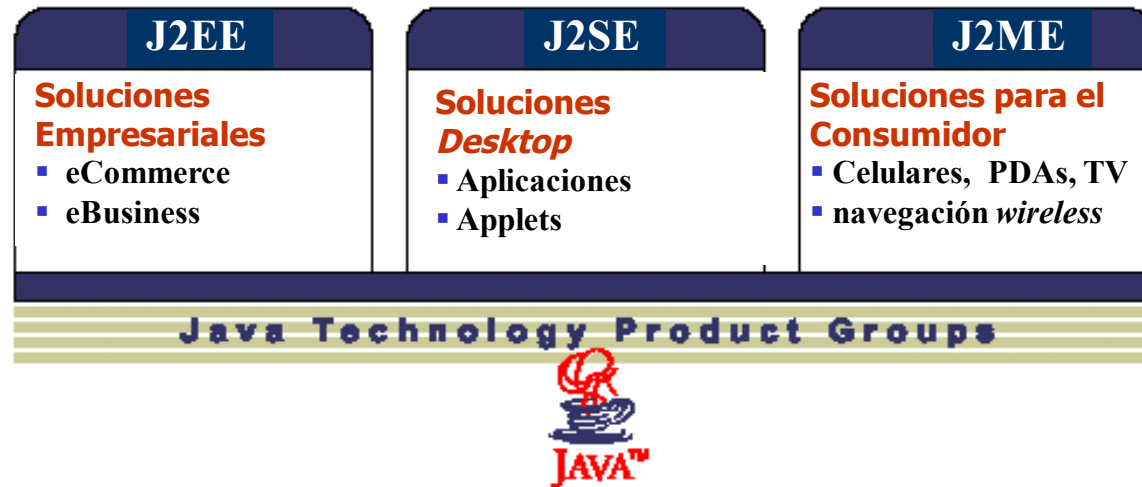 J2EE
Soluciones
Empresariales
▪ eCommerce
▪ eBusiness
J2SE
Soluciones
Desktop
▪ Aplicaciones
▪ Applets
J2ME
Soluciones para el
Consumidor
▪ Celulares, PDAs, TV
▪ navegación wireless
Java Technology Product Groups
JAVA™